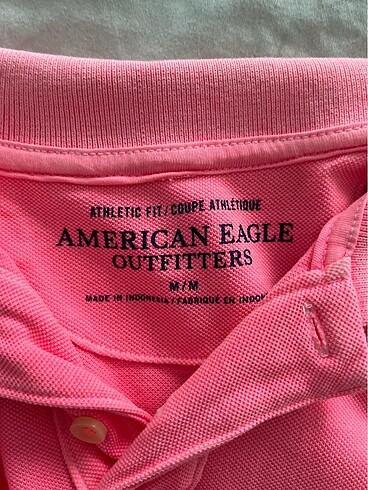 ATHLETIC FIT / COUPE ATHLÉTIQUE
AMERICAN EAGLE
OUTFITTERS
M/M
MADE IN INDONESIA / FABRIQUÉ EN